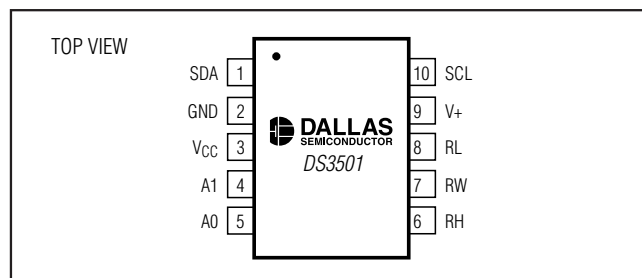 TOP VIEW
SDA 1 10 SCL
GND 2 9 V+
VCC 3 8 RL
A1 4 7 RW
A0 5 6 RH
DALLAS
SEMICONDUCTOR
DS3501